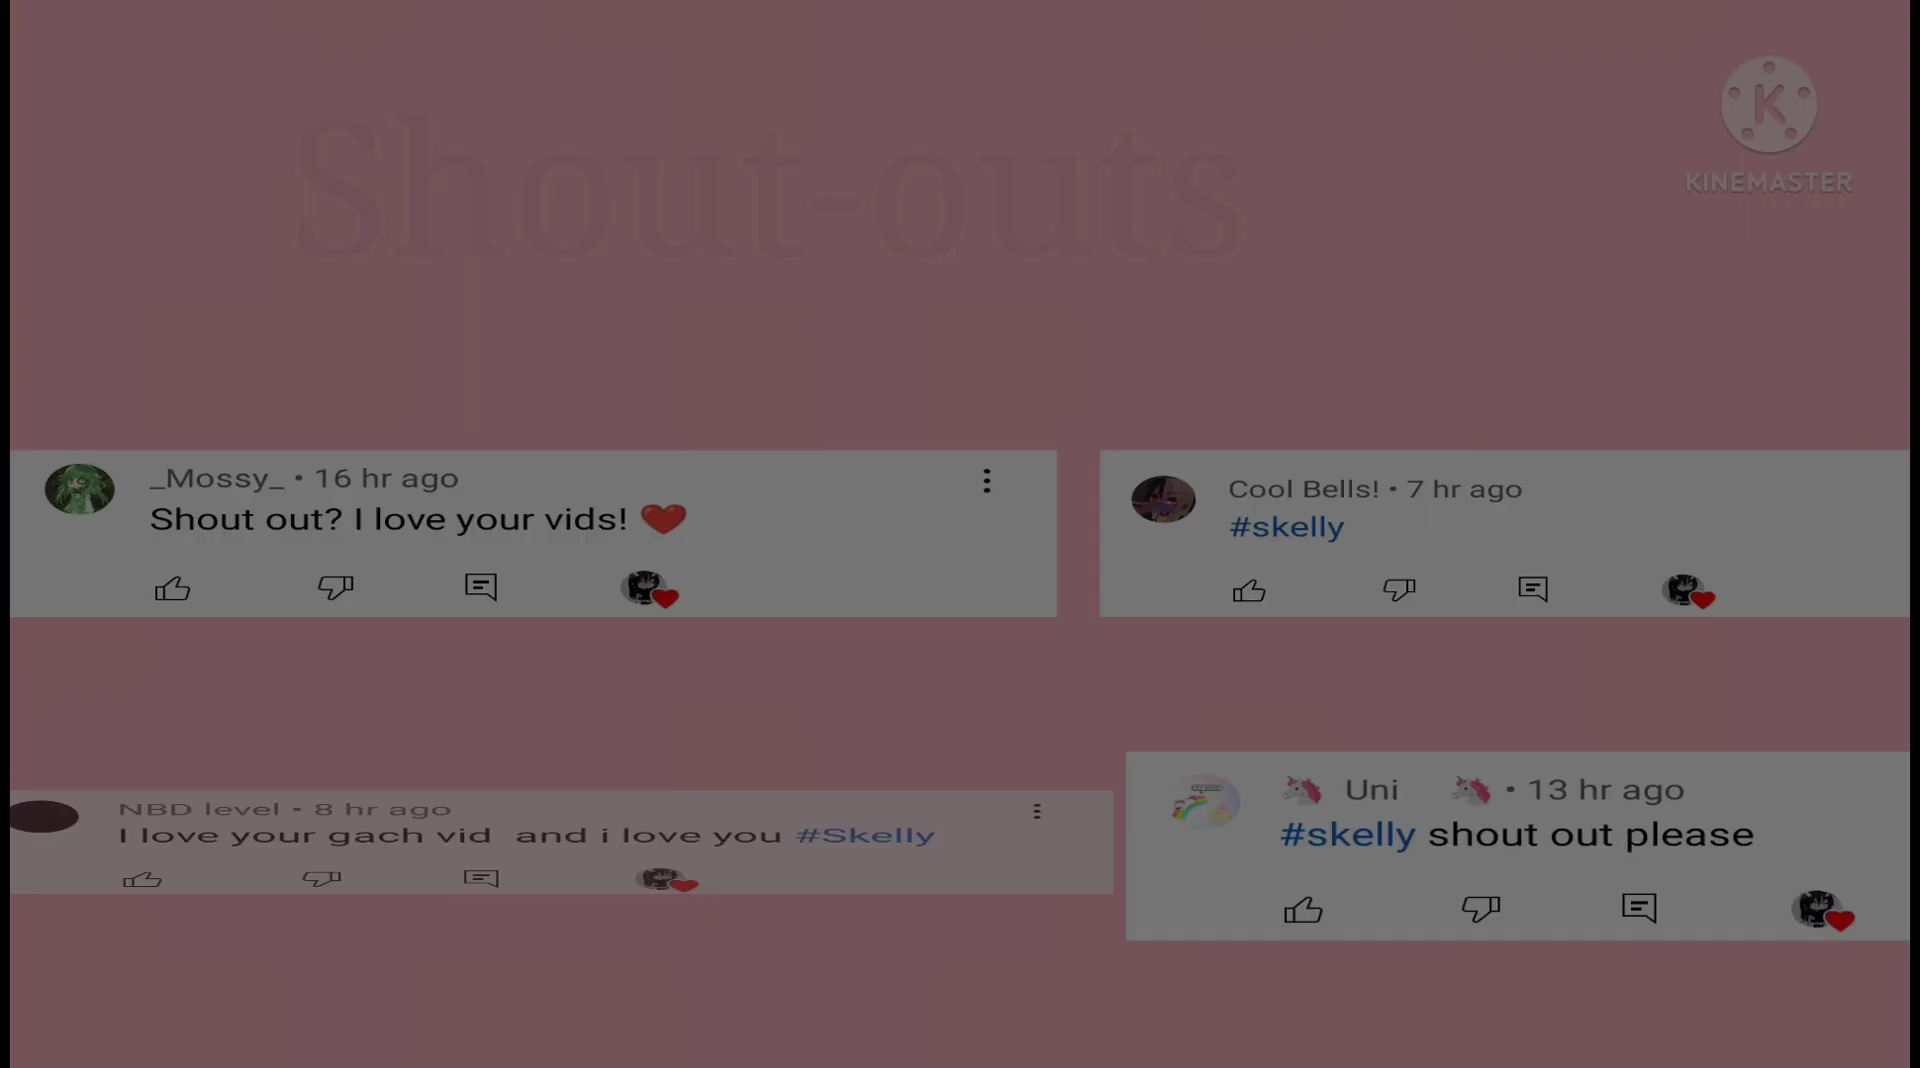 Shout-outs
K
KINEMASTER
_Mossy_ • 16 hr ago
Shout out? I love your vids! ❤️
Cool Bells! • 7 hr ago
#skelly
NBD level • 8 hr ago
I love your gach vid  and i love you #Skelly
🦄 Uni 🦄 • 13 hr ago
#skelly shout out please